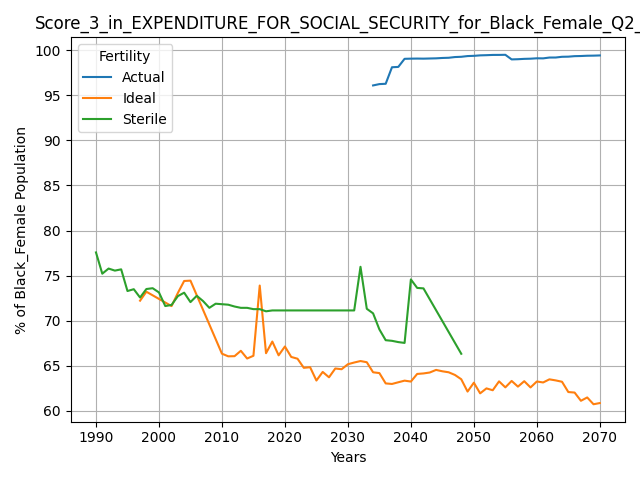 Score_3_in_EXPENDITURE_FOR_SOCIAL_SECURITY_for_Black_Female_Q2_
Fertility
Actual
Ideal
Sterile
% of Black_Female Population
100
95
90
85
80
75
70
65
60
1990 2000 2010 2020 2030 2040 2050 2060 2070
Years